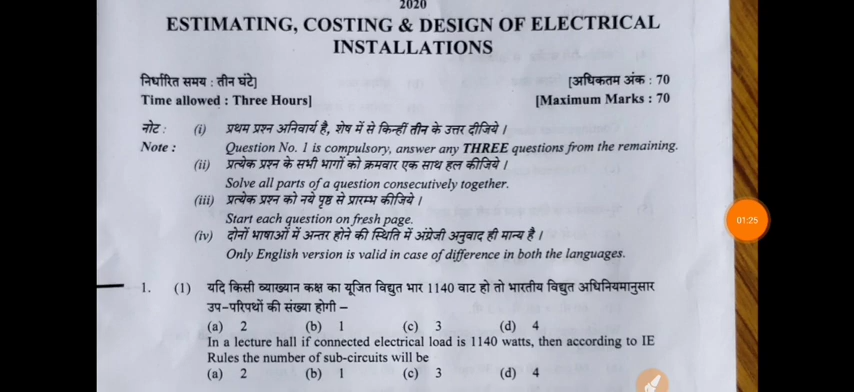 2020
ESTIMATING, COSTING & DESIGN OF ELECTRICAL
INSTALLATIONS
निर्धारित समय : तीन घंटे] [अधिकतम अंक : 70
Time allowed : Three Hours] [Maximum Marks : 70
नोट : (i) प्रथम प्रश्न अनिवार्य है, शेष में से किन्हीं तीन के उत्तर दीजिये ।
Note : Question No. 1 is compulsory, answer any THREE questions from the remaining.
(ii) प्रत्येक प्रश्न के सभी भागों को क्रमवार एक साथ हल कीजिये ।
Solve all parts of a question consecutively together.
(iii) प्रत्येक प्रश्न को नये पृष्ठ से प्रारम्भ कीजिये ।
Start each question on fresh page.
01:25
(iv) दोनों भाषाओं में अन्तर होने की स्थिति में अंग्रेजी अनुवाद ही मान्य है ।
Only English version is valid in case of difference in both the languages.
1. (1) यदि किसी व्याख्यान कक्ष का यूजित विद्युत भार 1140 वाट हो तो भारतीय विद्युत अधिनियमानुसार
उप-परिपथों की संख्या होगी –
(a) 2 (b) 1 (c) 3 (d) 4
In a lecture hall if connected electrical load is 1140 watts, then according to IE
Rules the number of sub-circuits will be
(a) 2 (b) 1 (c) 3 (d) 4